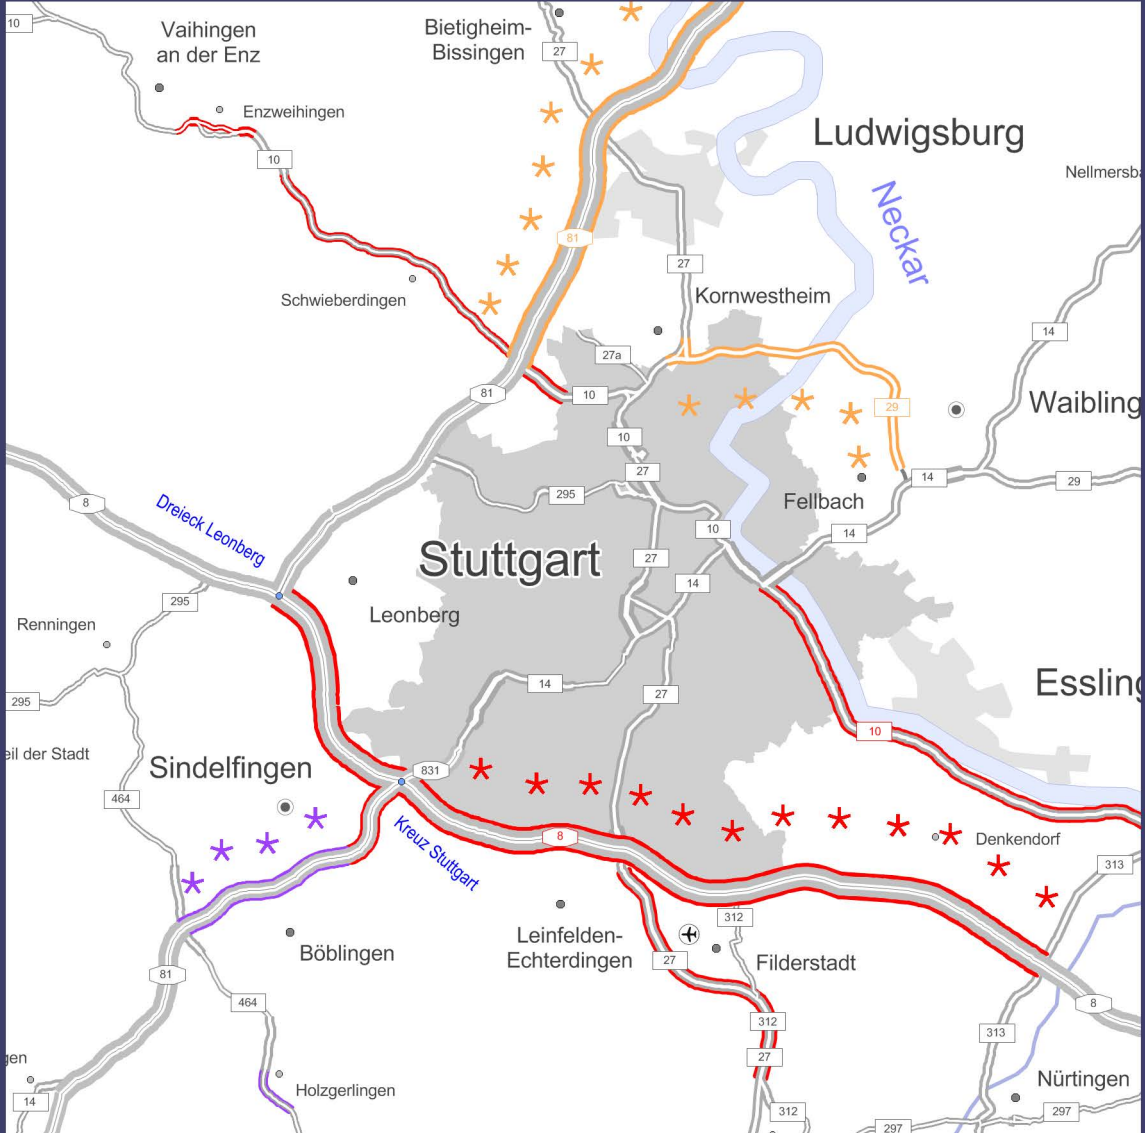 10
Vaihingen
an der Enz
Bietigheim-
Bissingen
27
Enzweihingen
10
Ludwigsburg
Nellmersb
Neckar
81
27
Schwieberdingen
Kornwestheim
14
27a
81
10
29
Waibling
10
27
14
29
295
8
Dreieck Leonberg
Fellbach
10
14
Stuttgart
27
14
295
Leonberg
Renningen
14
27
Essling
295
10
eil der Stadt
Sindelfingen
831
464
Kreuz Stuttgart
8
Denkendorf
313
312
Leinfelden-
Echterdingen
27
Böblingen
Filderstadt
81
464
8
312
313
27
gen
Holzgerlingen
Nürtingen
14
312
297
297